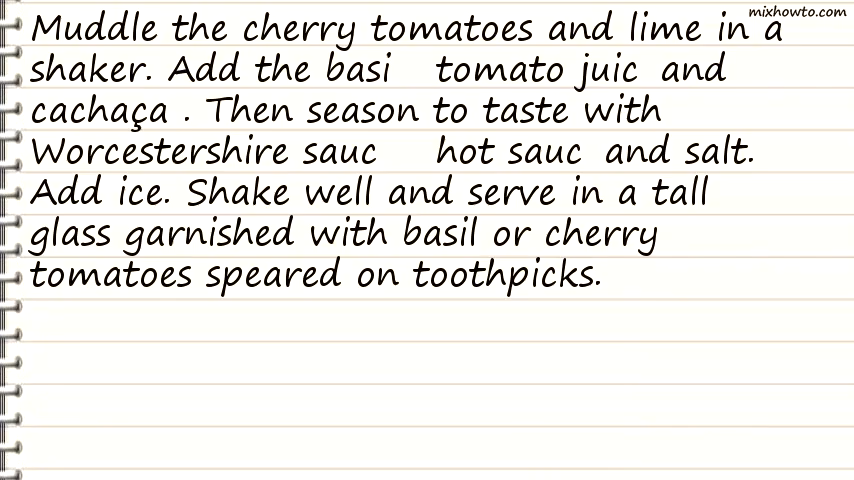 mixhowto.com
Muddle the cherry tomatoes and lime in a
shaker. Add the basi tomato juic and
cachaça . Then season to taste with
Worcestershire sauc hot sauc and salt.
Add ice. Shake well and serve in a tall
glass garnished with basil or cherry
tomatoes speared on toothpicks.